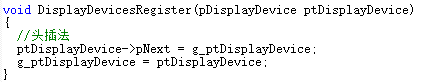 void DisplayDevicesRegister(pDisplayDevice ptDisplayDevice)
{
  //头插法
  ptDisplayDevice->pNext = g_ptDisplayDevice;
  g_ptDisplayDevice = ptDisplayDevice;
}